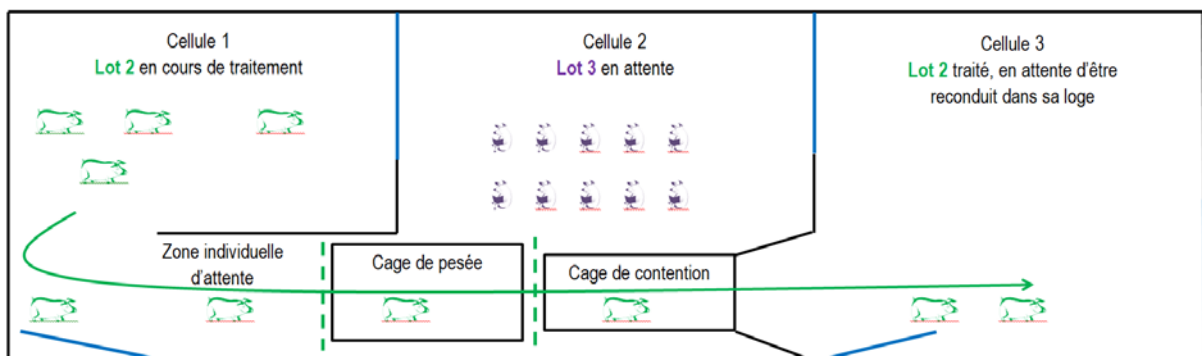 Cellule 1
Lot 2 en cours de traitement
Cellule 2
Lot 3 en attente
Cellule 3
Lot 2 traité, en attente d'être
reconduit dans sa loge
Zone individuelle
d'attente
Cage de pesée
Cage de contention